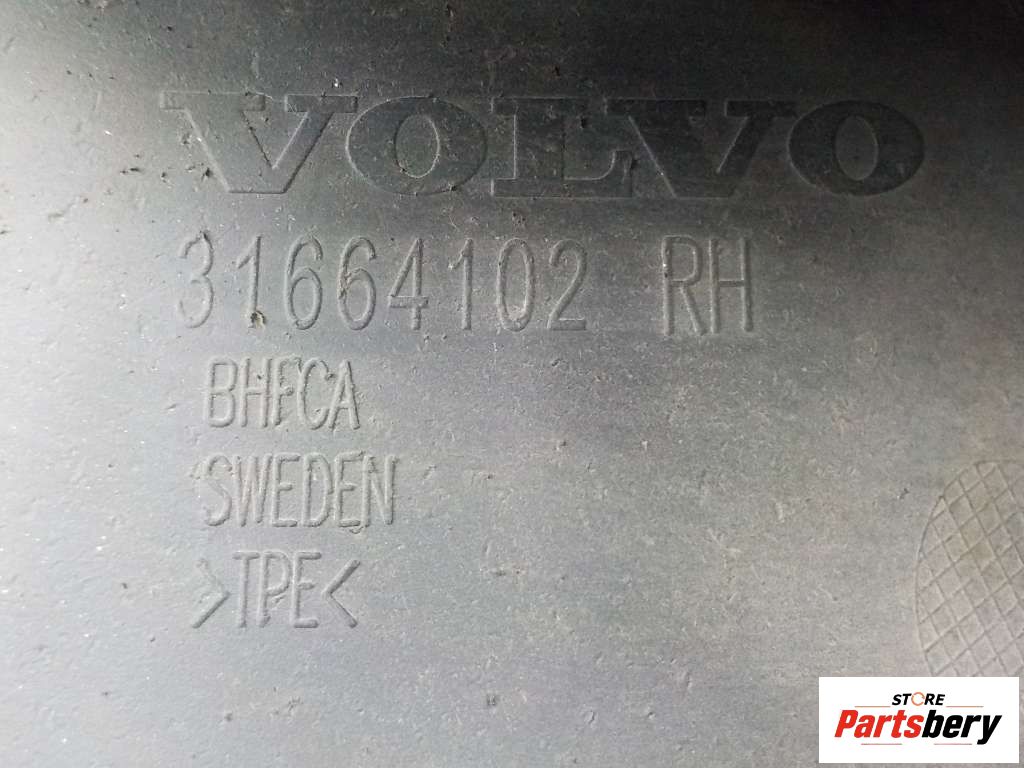 VOLVO
31664102 RH
BHFCA
SWEDEN
>TPE<
STORE
Partsbery